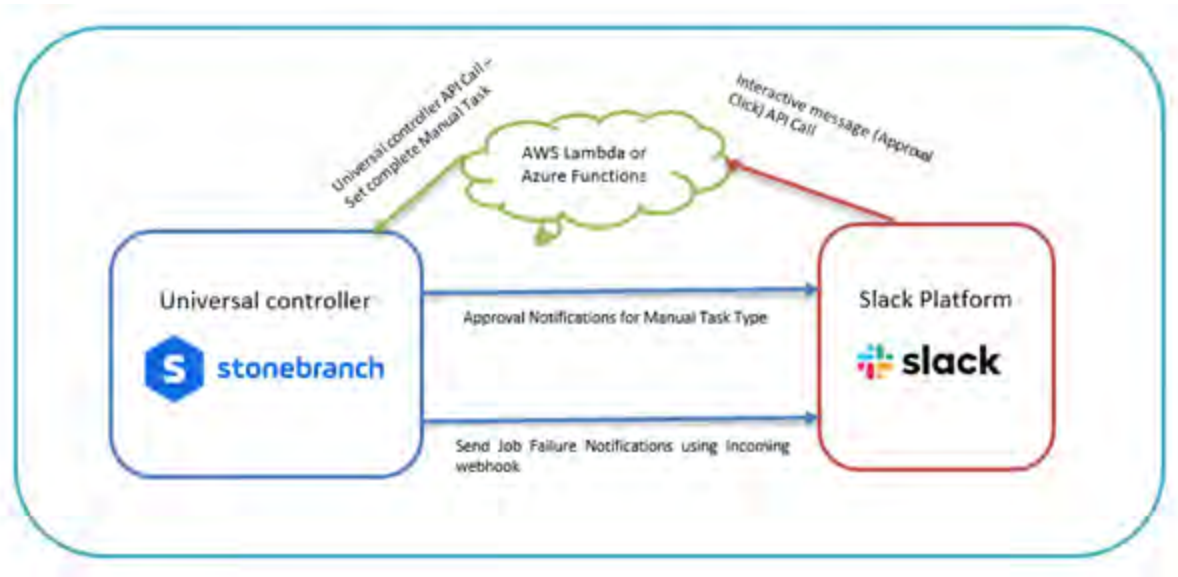 Universal controller API Call –
Set complete Manual Task
Interactive message (Approval
Click) API Call
AWS Lambda or
Azure Functions
Universal controller
S stonebranch
Approval Notifications for Manual Task Type
Slack Platform
slack
Send Job Failure Notifications using Incoming
webhook